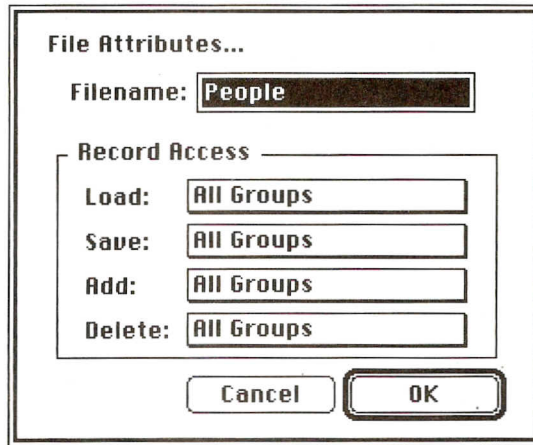 File Attributes...
Filename: People
Record Access
Load: All Groups
Save: All Groups
Add: All Groups
Delete: All Groups
Cancel OK